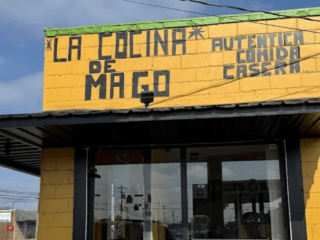 *LA COCINA*
DE
MAGO
AUTENTICA
COMIDA
CASERA...